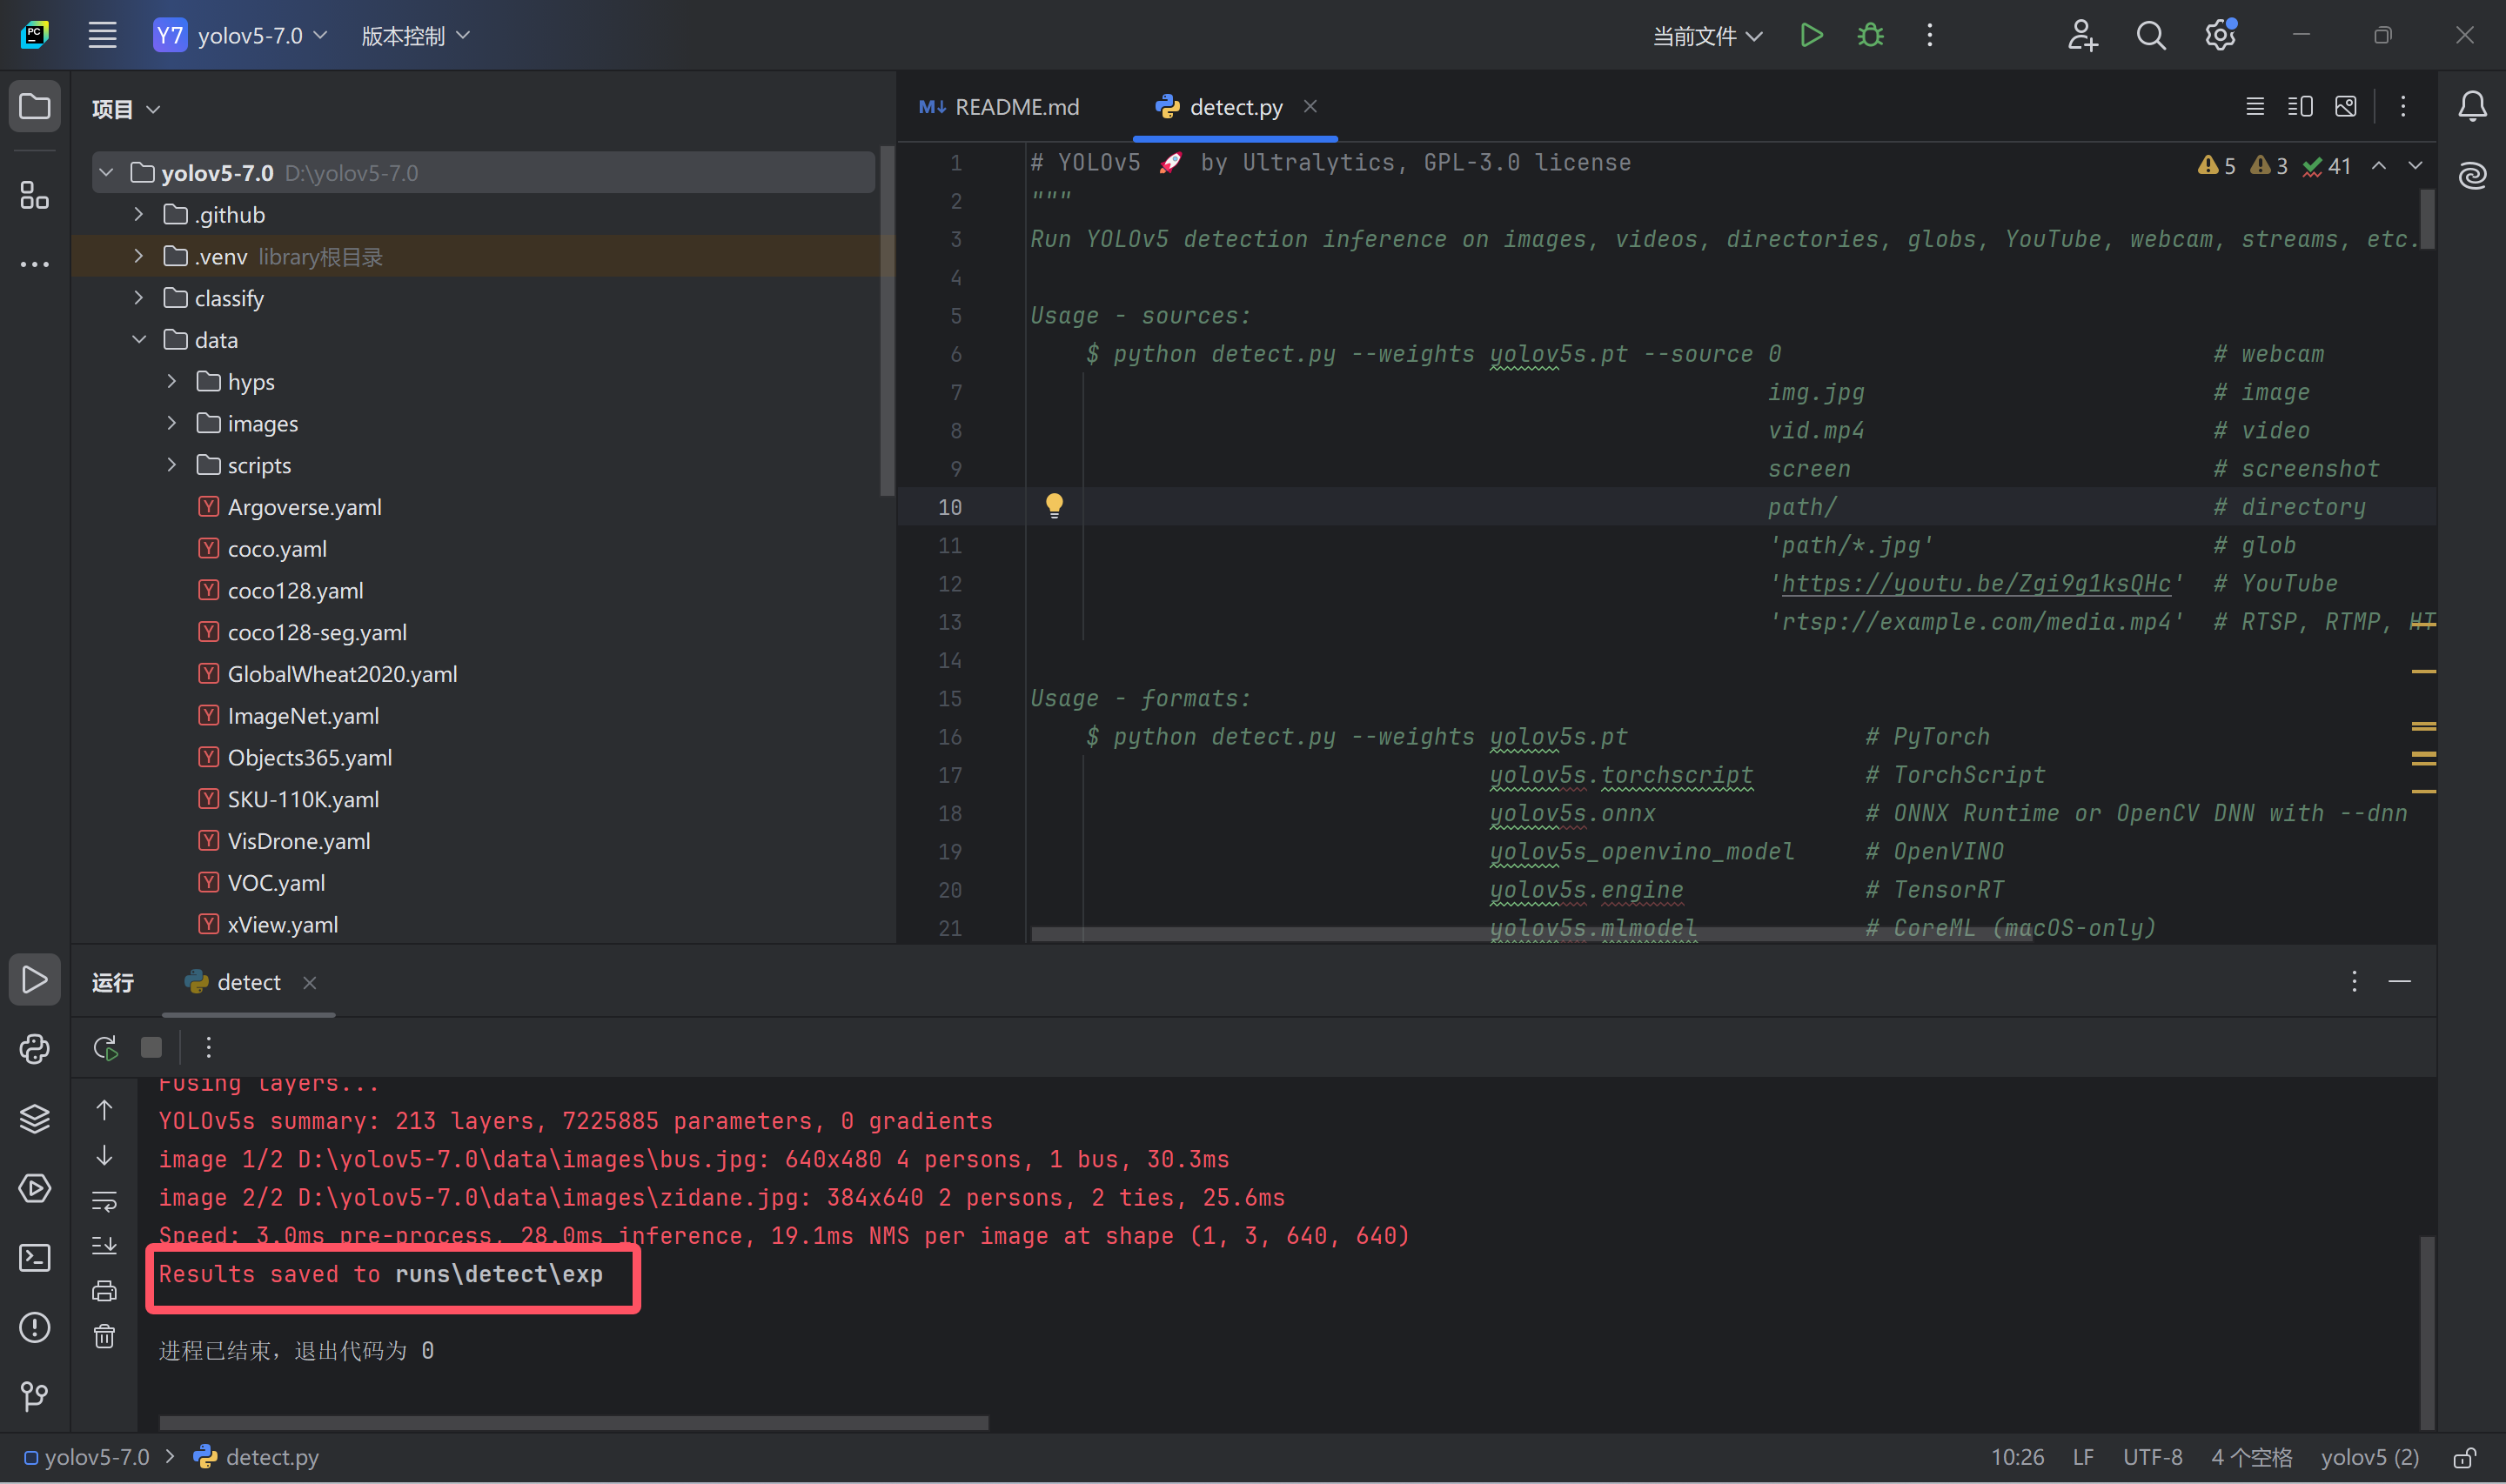 PC
Y7 yolov5-7.0 版本控制 当前文件
项目
README.md detect.py
yolov5-7.0 D:\yolov5-7.0
.github
.venv library根目录
classify
data
hyps
images
scripts
Argoverse.yaml
coco.yaml
coco128.yaml
coco128-seg.yaml
GlobalWheat2020.yaml
ImageNet.yaml
Objects365.yaml
SKU-110K.yaml
VisDrone.yaml
VOC.yaml
xView.yaml
5 3 41
1 # YOLOv5 🚀 by Ultralytics, GPL-3.0 license
2 """
3 Run YOLOv5 detection inference on images, videos, directories, globs, YouTube, webcam, streams, etc.
4
5 Usage - sources:
6 $ python detect.py --weights yolov5s.pt --source 0 # webcam
7 img.jpg # image
8 vid.mp4 # video
9 screen # screenshot
10 path/ # directory
11 'path/*.jpg' # glob
12 'https://youtu.be/Zgi9g1ksQHc' # YouTube
13 'rtsp://example.com/media.mp4' # RTSP, RTMP, HT
14
15 Usage - formats:
16 $ python detect.py --weights yolov5s.pt # PyTorch
17 yolov5s.torchscript # TorchScript
18 yolov5s.onnx # ONNX Runtime or OpenCV DNN with --dnn
19 yolov5s_openvino_model # OpenVINO
20 yolov5s.engine # TensorRT
21 yolov5s.mlmodel # CoreML (macOS-only)
运行 detect
Fusing layers...
YOLOv5s summary: 213 layers, 7225885 parameters, 0 gradients
image 1/2 D:\yolov5-7.0\data\images\bus.jpg: 640x480 4 persons, 1 bus, 30.3ms
image 2/2 D:\yolov5-7.0\data\images\zidane.jpg: 384x640 2 persons, 2 ties, 25.6ms
Speed: 3.0ms pre-process, 28.0ms inference, 19.1ms NMS per image at shape (1, 3, 640, 640)
Results saved to runs\detect\exp
进程已结束，退出代码为 0
yolov5-7.0 detect.py 10:26 LF UTF-8 4 个空格 yolov5 (2)